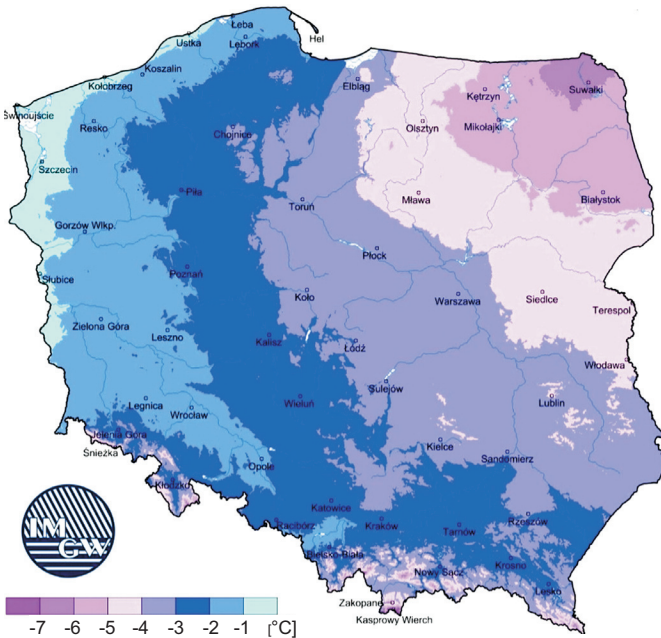 Łeba
Ustka
Lębork
Hel
Koszalin
Kołobrzeg
Elbląg
Suwałki
Kętrzyn
Świnoujście
Resko
Chojnice
Olsztyn
Mikołajki
Szczecin
Piła
Mława
Białystok
Toruń
Gorzów Wlkp.
Płock
Poznań
Słubice
Koło
Warszawa
Siedlce
Terespol
Zielona Góra
Leszno
Kalisz
Łódź
Włodawa
Sulejów
Legnica
Wrocław
Wieluń
Lublin
Jelenia Góra
Śnieżka
Kielce
Sandomierz
Opole
Kłodzko
Katowice
Racibórz
Kraków
Tarnów
Rzeszów
Bielsko-Biała
Nowy Sącz
Krosno
Lesko
Zakopane
Kasprowy Wierch
IM
GW
-7 -6 -5 -4 -3 -2 -1 [°C]